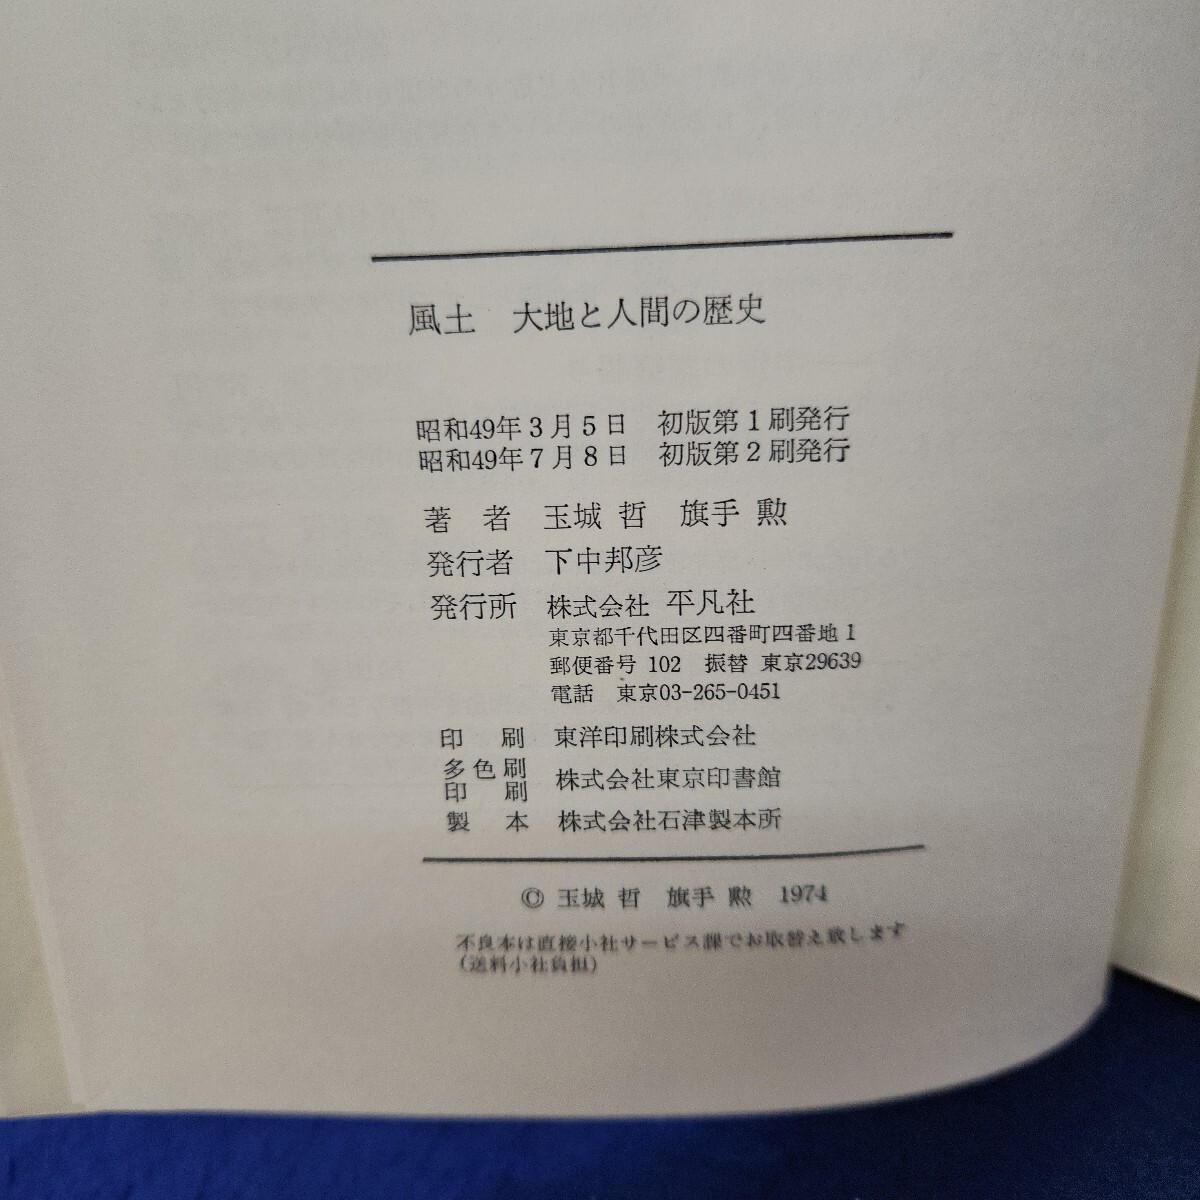 風土　大地と人間の歴史
昭和49年3月5日　初版第1刷発行
昭和49年7月8日　初版第2刷発行
著　者　玉城 哲　旗手 勲
発行者　下中邦彦
発行所　株式会社 平凡社
東京都千代田区四番町四番地1
郵便番号 102　振替 東京29639
電話　東京03-265-0451
印　刷　東洋印刷株式会社
多色刷
印　刷　株式会社東京印書館
製　本　株式会社石津製本所
© 玉城 哲　旗手 勲　1974
不良本は直接小社サービス課でお取替え致します
(送料小社負担)